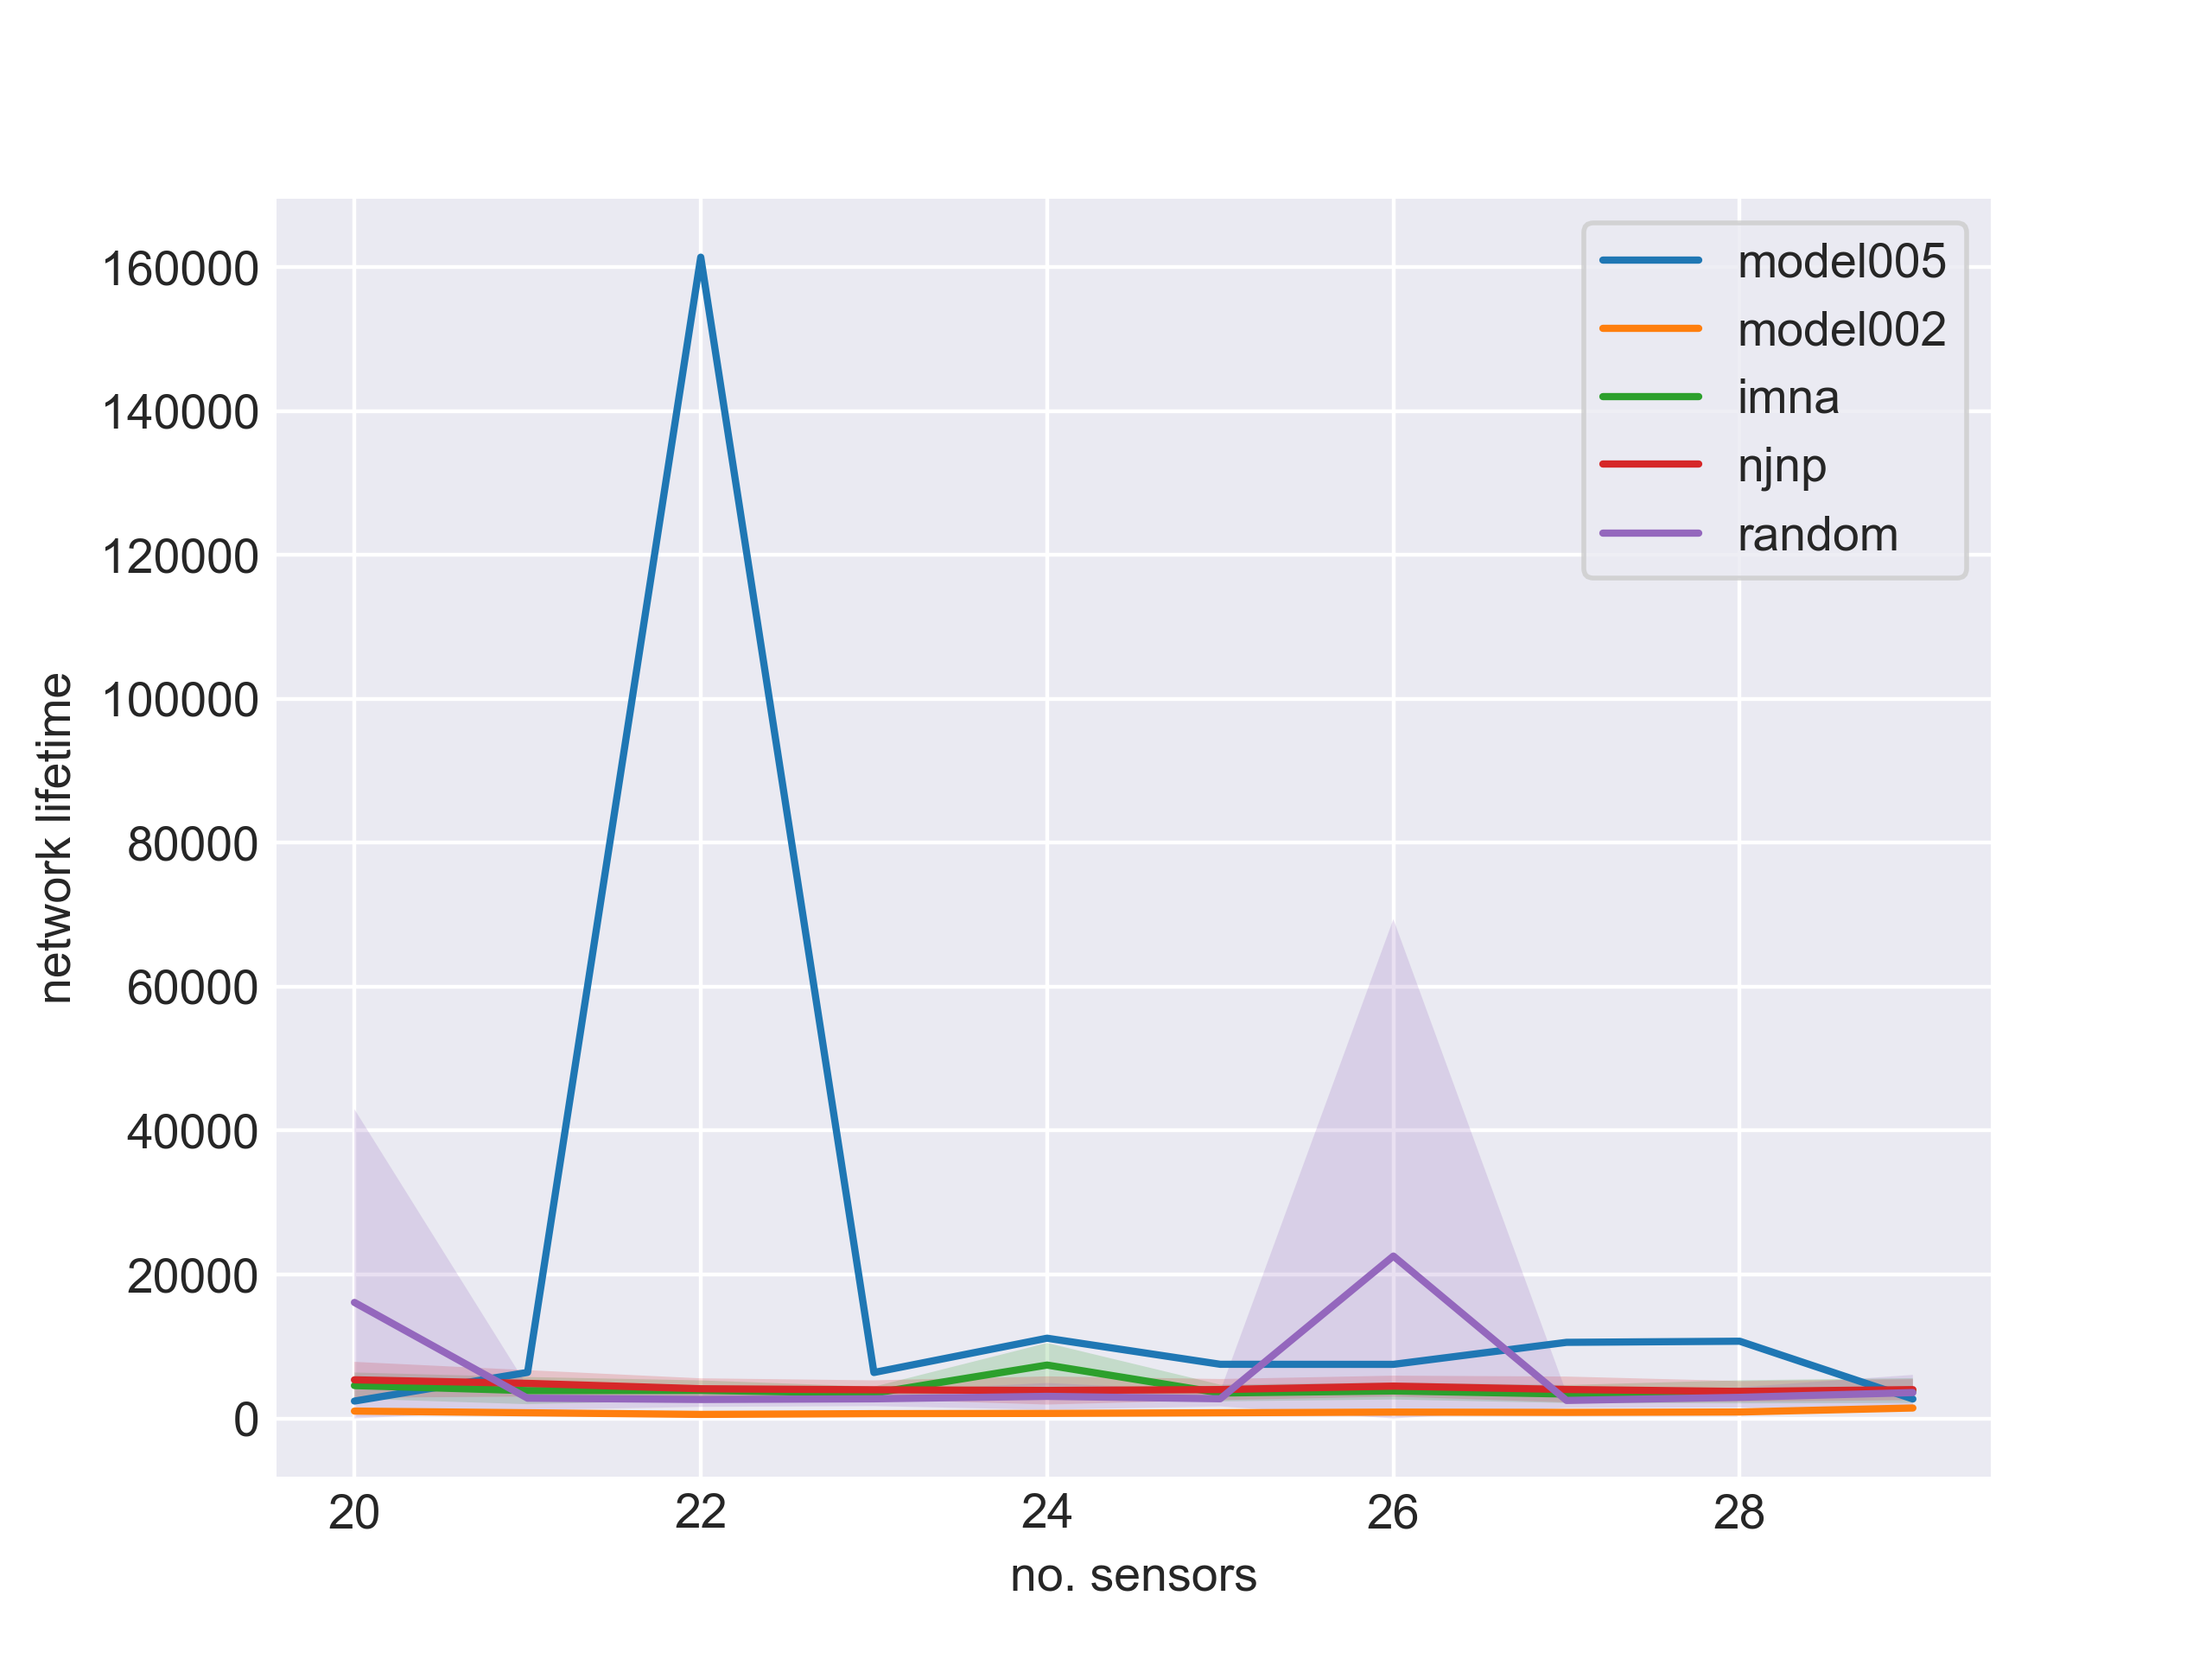 160000
140000
120000
100000
80000
60000
40000
20000
0
network lifetime
model005
model002
imna
njnp
random
20 22 24 26 28
no. sensors